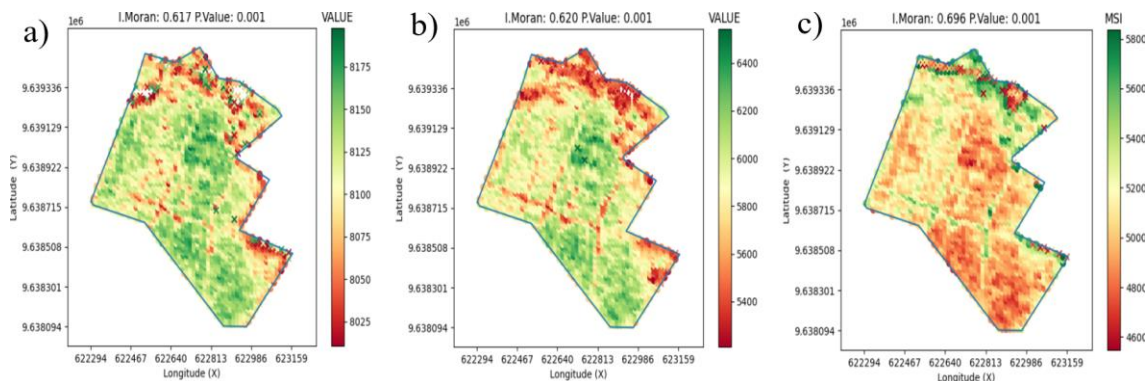 a)
I.Moran: 0.617 P.Value: 0.001
VALUE
1e6
9.639336
9.639129
9.638922
9.638715
9.638508
9.638301
9.638094
Latitude (Y)
622294 622467 622640 622813 622986 623159
Longitude (X)
8175
8150
8125
8100
8075
8050
8025
b)
I.Moran: 0.620 P.Value: 0.001
VALUE
1e6
9.639336
9.639129
9.638922
9.638715
9.638508
9.638301
9.638094
Latitude (Y)
622294 622467 622640 622813 622986 623159
Longitude (X)
6400
6200
6000
5800
5600
5400
c)
I.Moran: 0.696 P.Value: 0.001
MSI
1e6
9.639336
9.639129
9.638922
9.638715
9.638508
9.638301
9.638094
Latitude (Y)
622294 622467 622640 622813 622986 623159
Longitude (X)
5800
5600
5400
5200
5000
4800
4600